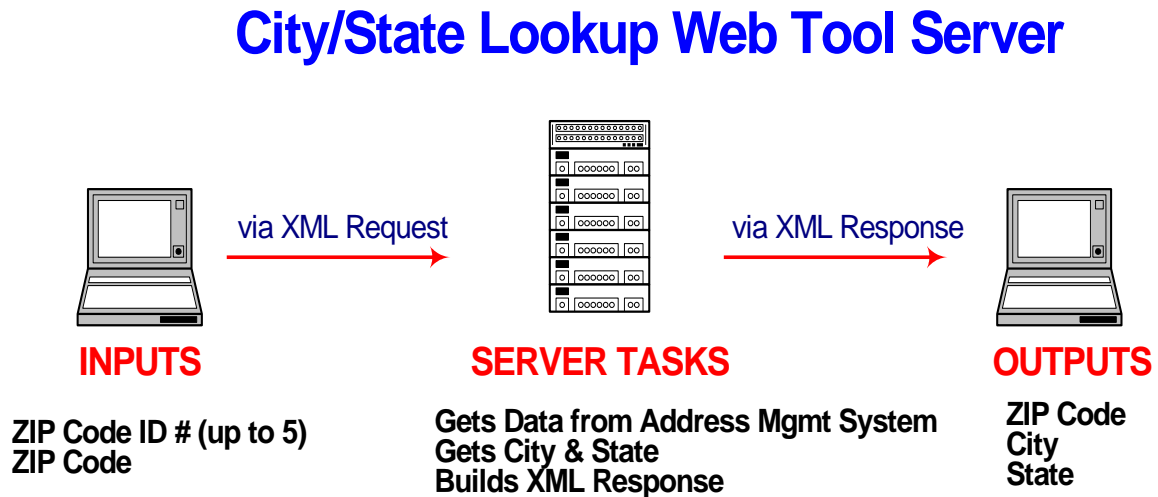 City/State Lookup Web Tool Server
via XML Request
via XML Response
INPUTS
SERVER TASKS
OUTPUTS
ZIP Code ID # (up to 5)
ZIP Code
Gets Data from Address Mgmt System
Gets City & State
Builds XML Response
ZIP Code
City
State